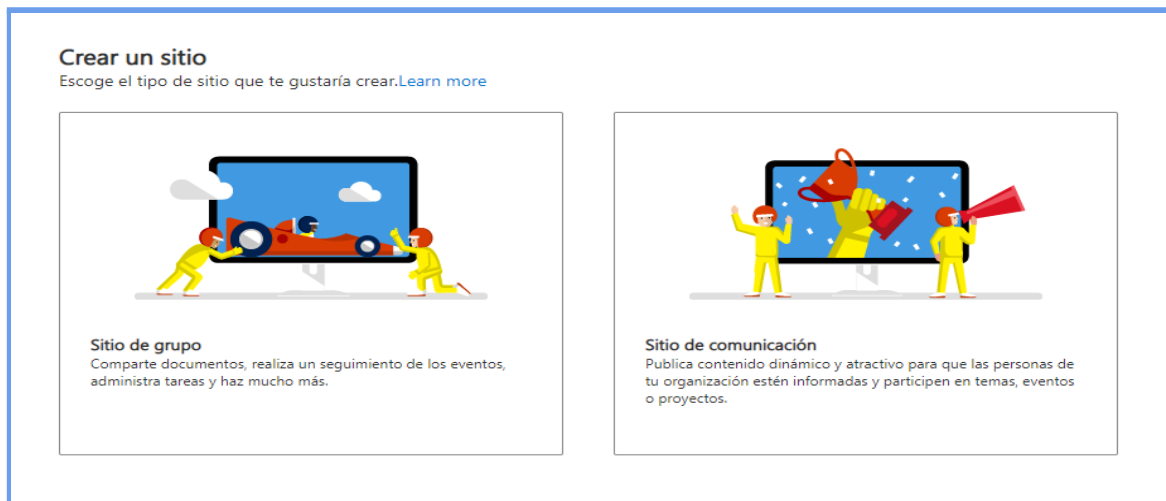 Crear un sitio
Escoge el tipo de sitio que te gustaría crear.Learn more
Sitio de grupo
Comparte documentos, realiza un seguimiento de los eventos,
administra tareas y haz mucho más.
Sitio de comunicación
Publica contenido dinámico y atractivo para que las personas de
tu organización estén informadas y participen en temas, eventos
o proyectos.